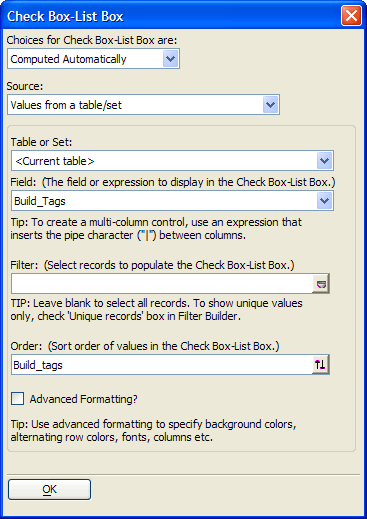 Check Box-List Box
Choices for Check Box-List Box are:
Computed Automatically
Source:
Values from a table/set
Table or Set:
<Current table>
Field:  (The field or expression to display in the Check Box-List Box.)
Build_Tags
Tip: To create a multi-column control, use an expression that
inserts the pipe character ("|") between columns.
Filter:  (Select records to populate the Check Box-List Box.)
TIP: Leave blank to select all records. To show unique values
only, check 'Unique records' box in Filter Builder.
Order:  (Sort order of values in the Check Box-List Box.)
Build_tags
Advanced Formatting?
Tip: Use advanced formatting to specify background colors,
alternating row colors, fonts, columns etc.
OK